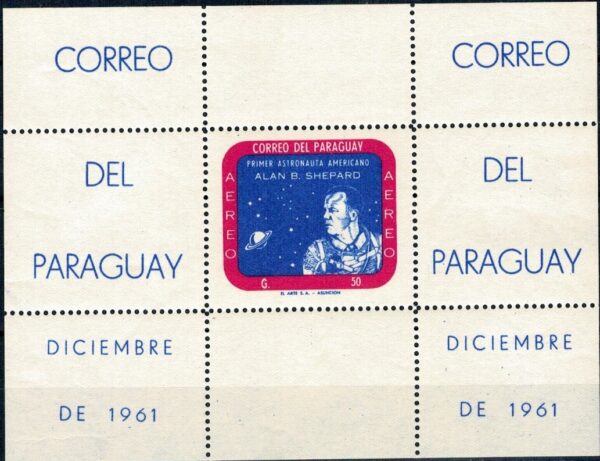 CORREO
DEL
PARAGUAY
DICIEMBRE
DE 1961
CORREO DEL PARAGUAY
PRIMER ASTRONAUTA AMERICANO
ALAN B. SHEPARD
AEREO
AEREO
G. 50
EL ARTE S. A. - ASUNCION
CORREO
DEL
PARAGUAY
DICIEMBRE
DE 1961